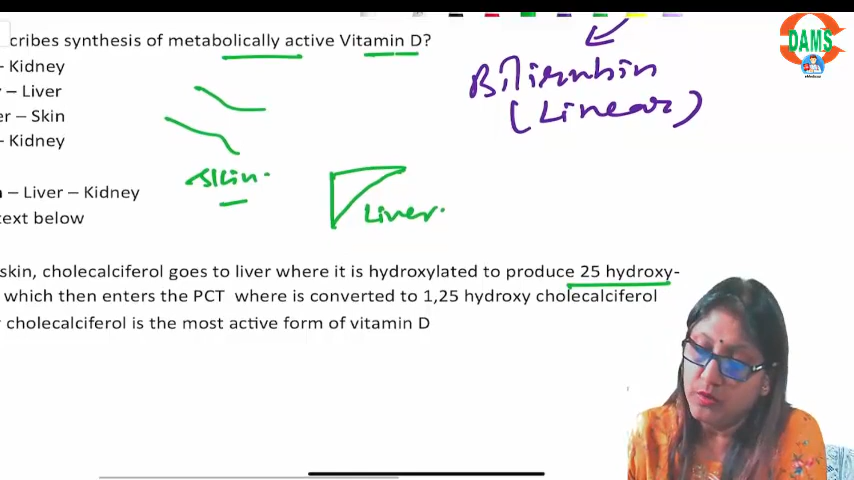 cribes synthesis of metabolically active Vitamin D?
– Kidney
– Liver
er – Skin
– Kidney
– Liver – Kidney
text below
skin, cholecalciferol goes to liver where it is hydroxylated to produce 25 hydroxy-
which then enters the PCT where is converted to 1,25 hydroxy cholecalciferol
cholecalciferol is the most active form of vitamin D
Skin.
Liver.
Bilirubin
(Linear)
DAMS